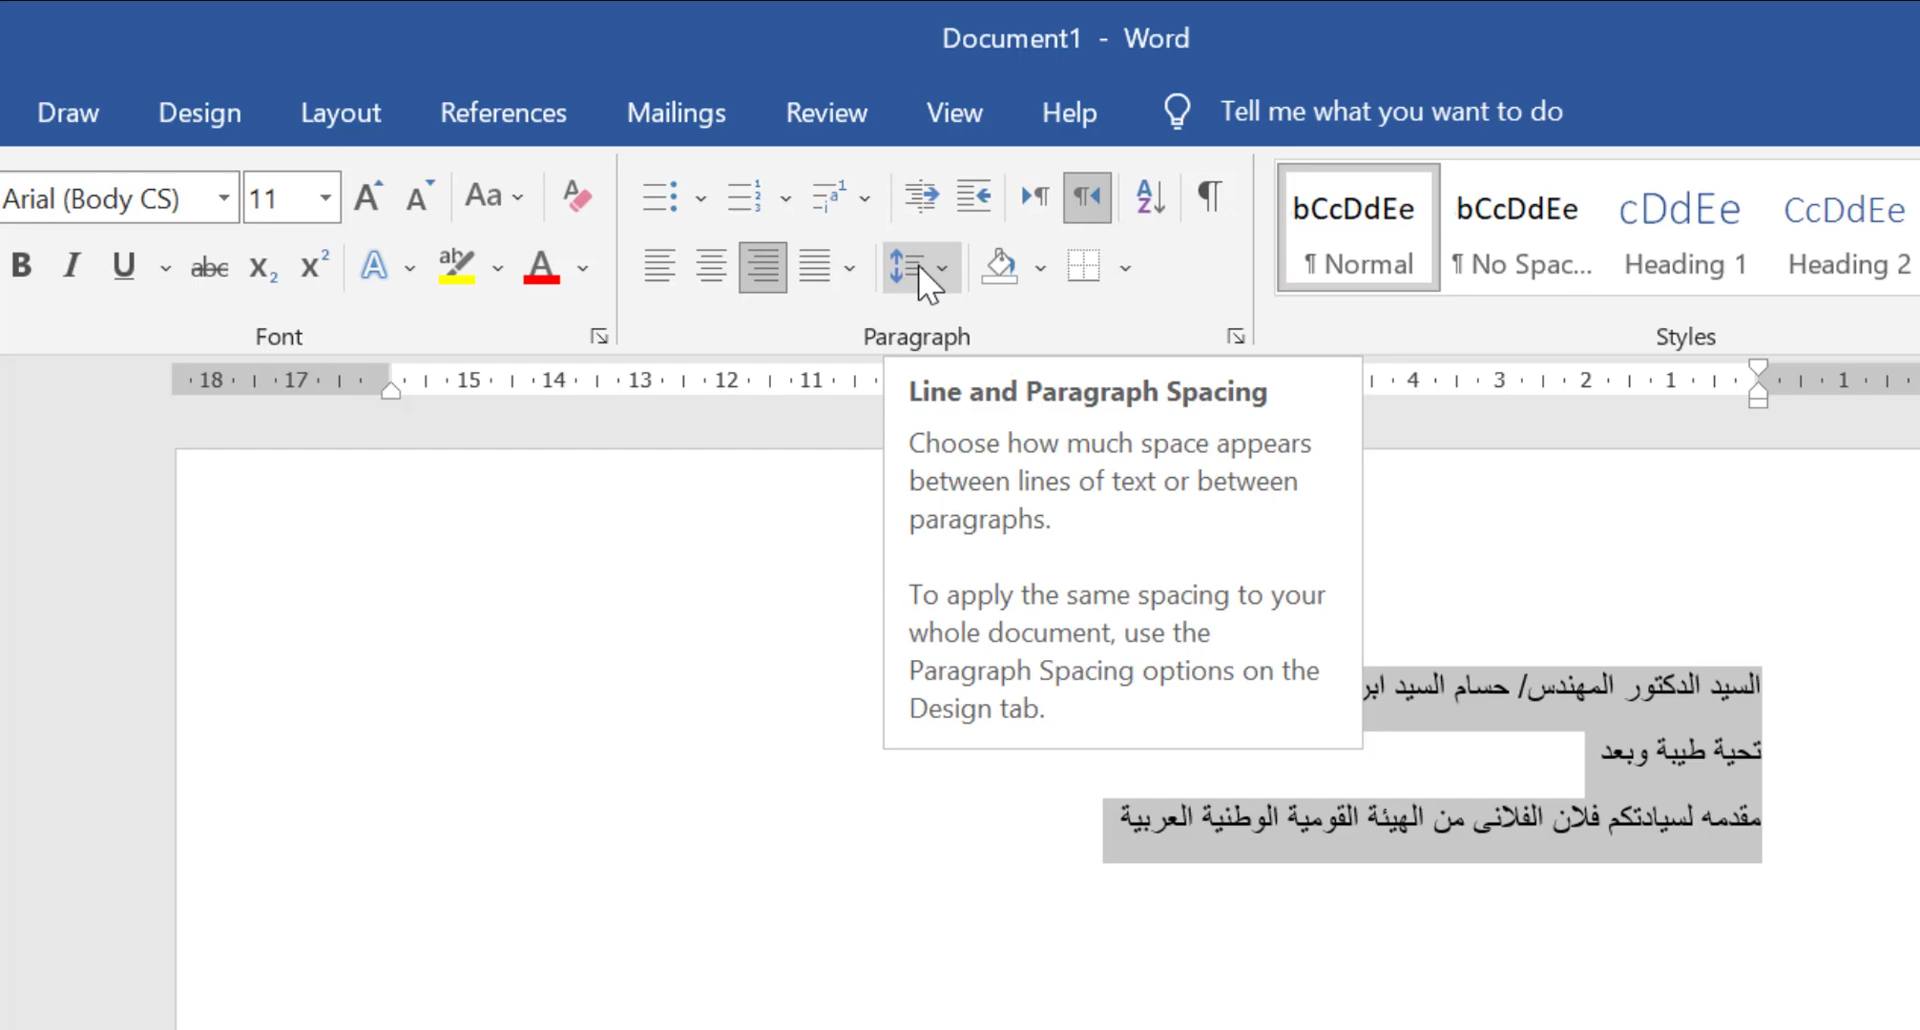 Document1 - Word
Draw Design Layout References Mailings Review View Help Tell me what you want to do
Arial (Body CS) 11 Aa
B I U abc X₂ X² A ab A
Font Paragraph Styles
bCcDdEe bCcDdEe cDdEe CcDdEe
¶ Normal ¶ No Spac... Heading 1 Heading 2
18 17 15 14 13 12 11 4 3 2 1 1
Line and Paragraph Spacing
Choose how much space appears
between lines of text or between
paragraphs.
To apply the same spacing to your
whole document, use the
Paragraph Spacing options on the
Design tab.
السيد الدكتور المهندس/ حسام السيد
تحية طيبة وبعد
مقدمه لسيادتكم فلان الفلانى من الهيئة القومية الوطنية العربية